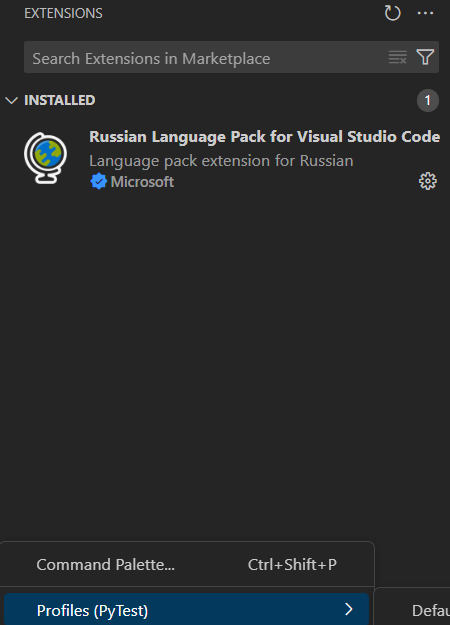 EXTENSIONS
Search Extensions in Marketplace
INSTALLED 1
Russian Language Pack for Visual Studio Code
Language pack extension for Russian
Microsoft
Command Palette... Ctrl+Shift+P
Profiles (PyTest)